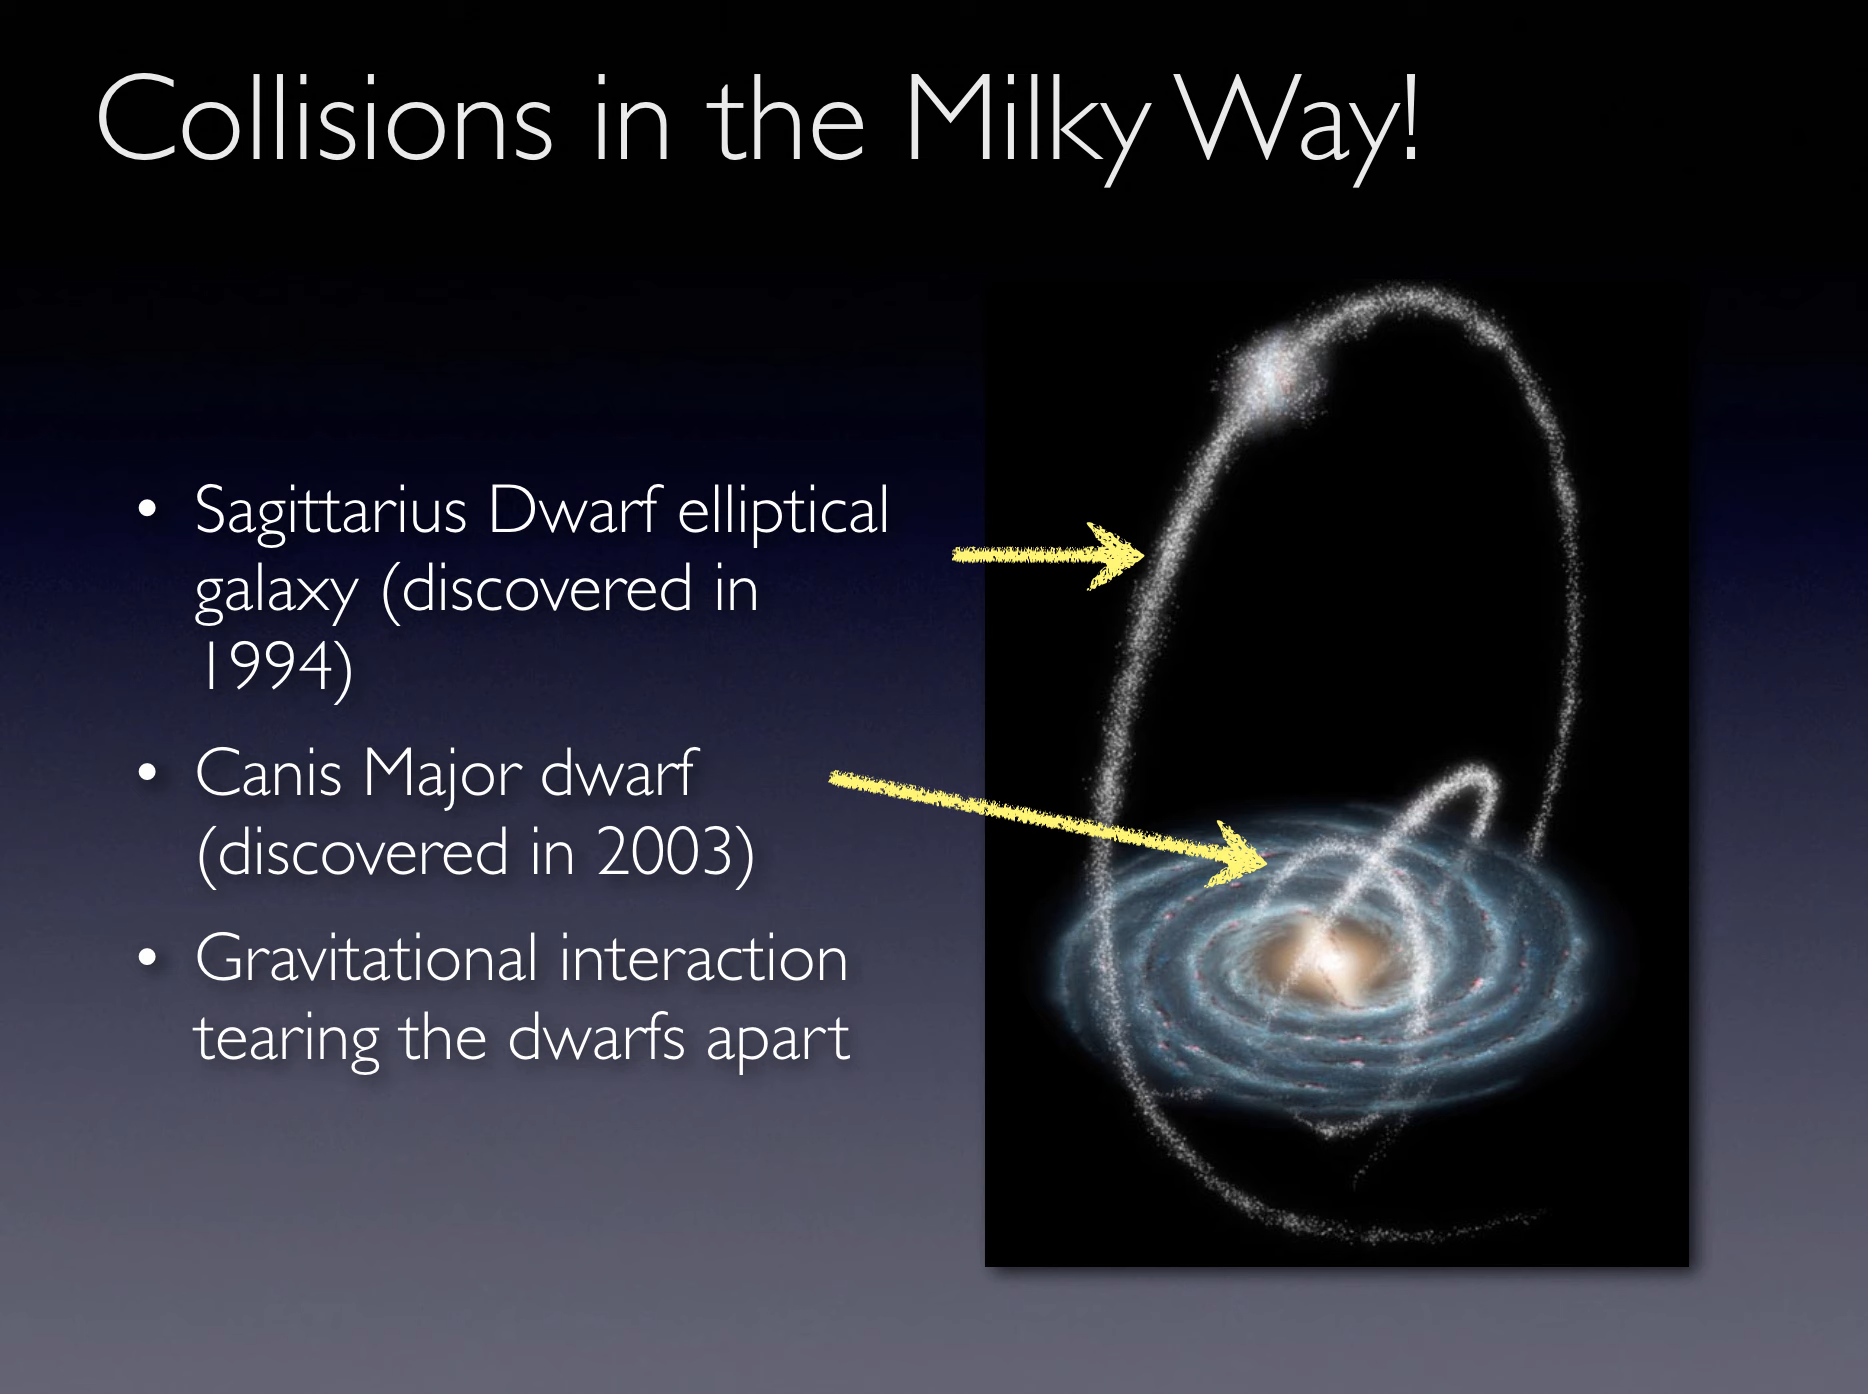 Collisions in the Milky Way!
• Sagittarius Dwarf elliptical
galaxy (discovered in
1994)
• Canis Major dwarf
(discovered in 2003)
• Gravitational interaction
tearing the dwarfs apart